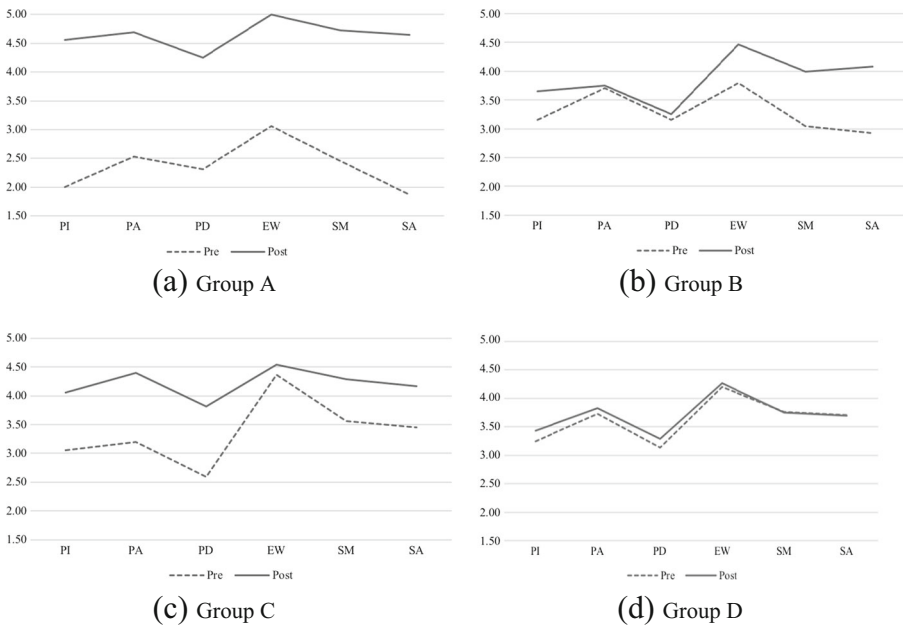 5.00
4.50
4.00
3.50
3.00
2.50
2.00
1.50
PI PA PD EW SM SA
Pre Post
(a) Group A
5.00
4.50
4.00
3.50
3.00
2.50
2.00
1.50
PI PA PD EW SM SA
Pre Post
(b) Group B
5.00
4.50
4.00
3.50
3.00
2.50
2.00
1.50
PI PA PD EW SM SA
Pre Post
(c) Group C
5.00
4.50
4.00
3.50
3.00
2.50
2.00
1.50
PI PA PD EW SM SA
Pre Post
(d) Group D